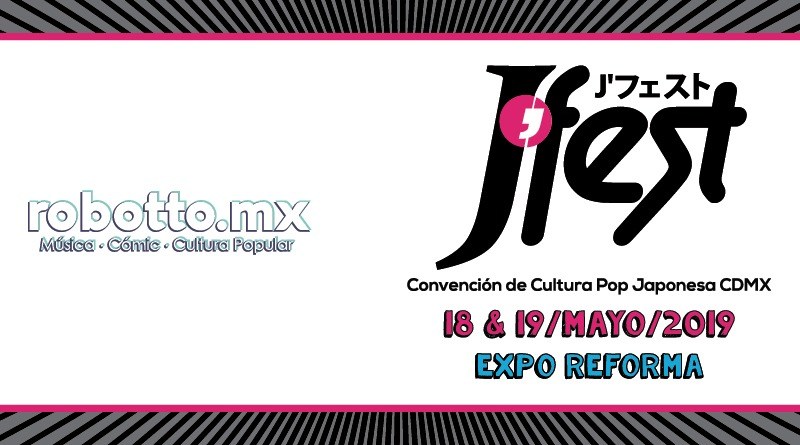 robotto.mx
Música • Cómic • Cultura Popular
J'フェスト
J'fest
Convención de Cultura Pop Japonesa CDMX
18 & 19/MAYO/2019
EXPO REFORMA